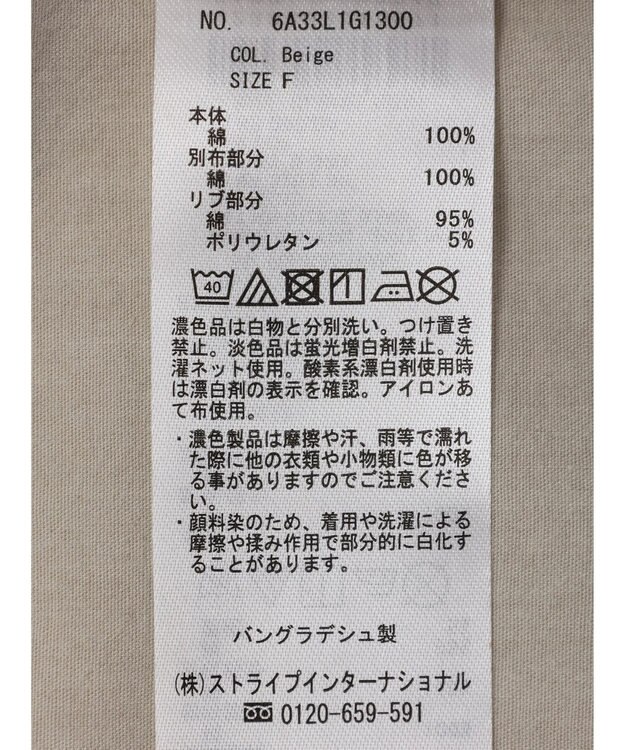 NO. 6A33L1G1300
COL. Beige
SIZE F
本体
綿 100%
別布部分
綿 100%
リブ部分
綿 95%
ポリウレタン 5%
40
濃色品は白物と分別洗い。つけ置き
禁止。淡色品は蛍光増白剤禁止。洗
濯ネット使用。酸素系漂白剤使用時
は漂白剤の表示を確認。アイロンあ
て布使用。
・濃色製品は摩擦や汗、雨等で濡れ
た際に他の衣類や小物類に色が移
る事がありますのでご注意くださ
い。
・顔料染のため、着用や洗濯による
摩擦や揉み作用で部分的に白化す
ることがあります。
バングラデシュ製
(株)ストライプインターナショナル
0120-659-591